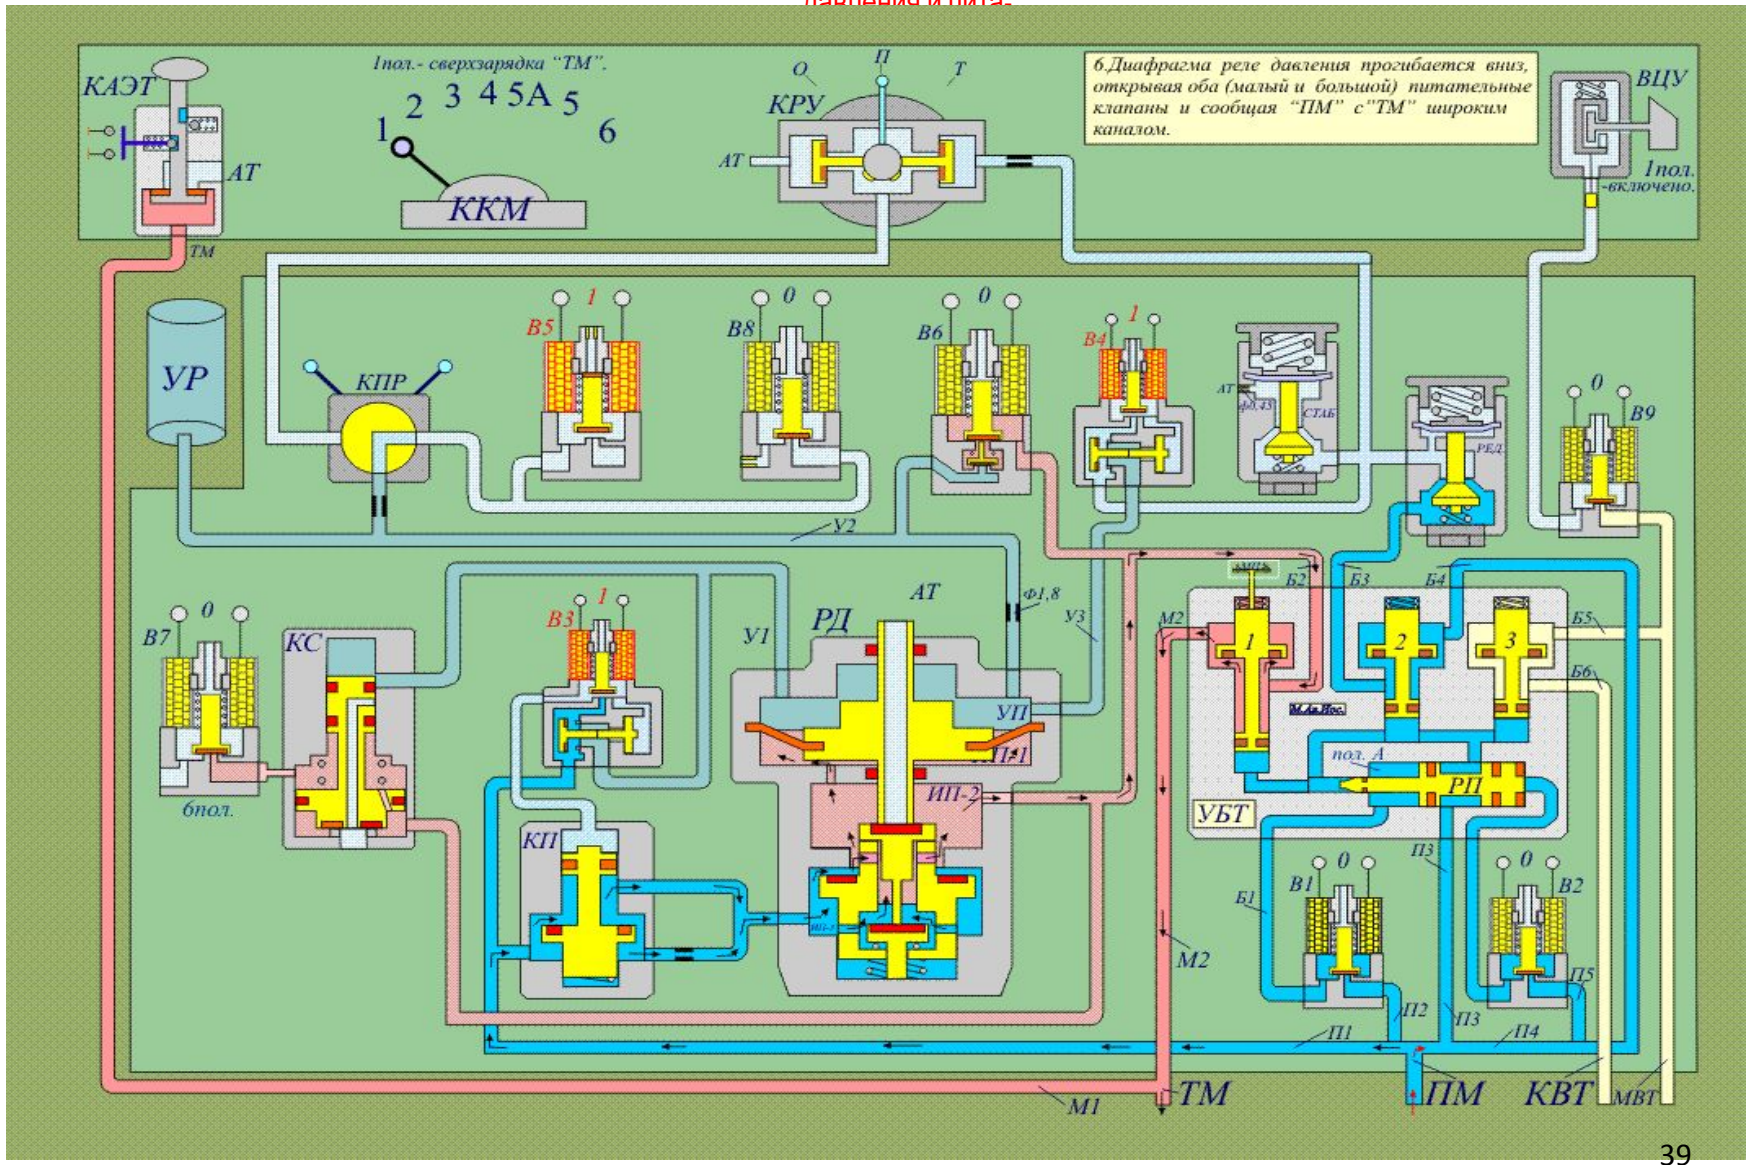 давления и пита-
КАЭТ
АТ
ТМ
1пол.- сверхзарядка “ТМ”.
1
2
3
4
5А
5
6
ККМ
О
П
Т
КРУ
АТ
6.Диафрагма реле давления прогибается вниз,
открывая оба (малый и большой) питательные
клапаны и сообщая “ПМ” с”ТМ” широким
каналом.
ВЦУ
1пол.
-включено.
УР
КПР
1
В5
0
В8
0
В6
1
В4
АТ
ф0,45
СТАБ
РЕД
0
В9
У2
В7
0
6пол.
КС
1
В3
У1
РД
АТ
Ф1,8
У3
УП
ИП-2
КП
М2
Б2
Б3
Б4
Б5
Б6
1
2
3
пол. А
РП
УБТ
П3
Б1
0
В1
0
В2
М2
П2
П3
П5
П1
П4
М1
ТМ
ПМ
КВТ
МВТ
39